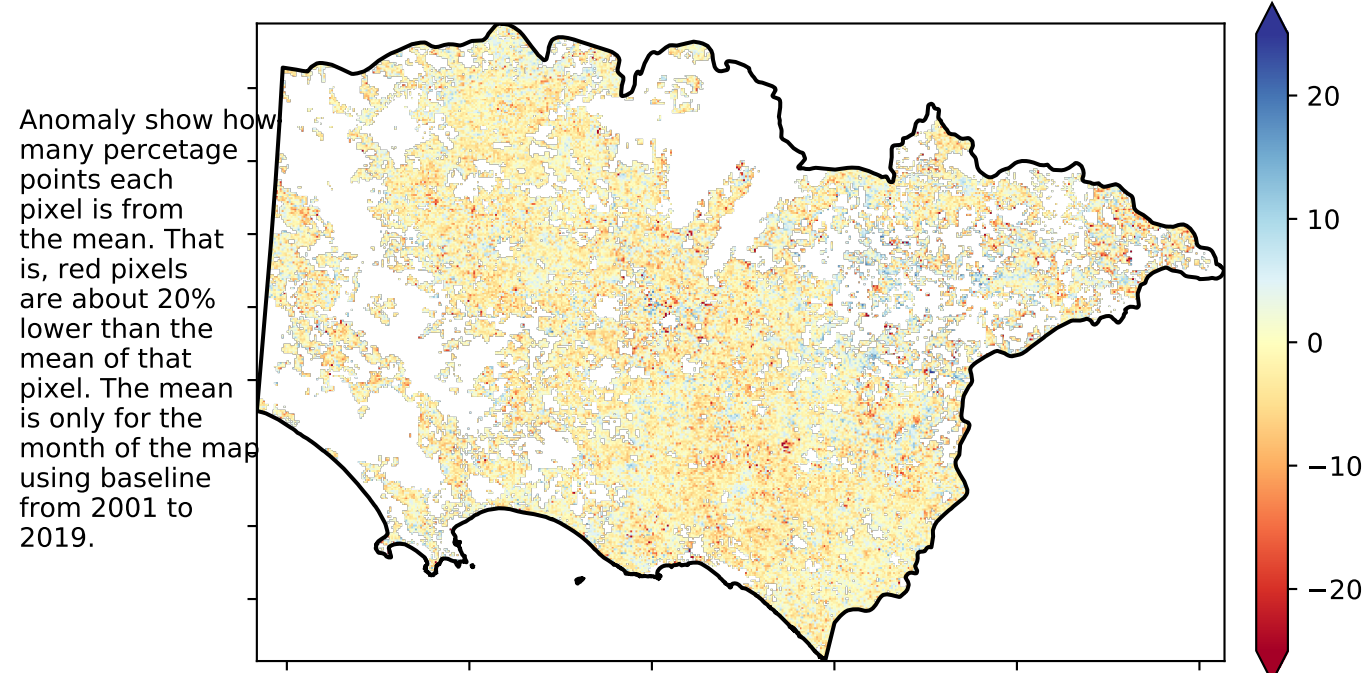 Anomaly show how
many percetage
points each
pixel is from
the mean. That
is, red pixels
are about 20%
lower than the
mean of that
pixel. The mean
is only for the
month of the map
using baseline
from 2001 to
2019.
20
10
0
−10
−20